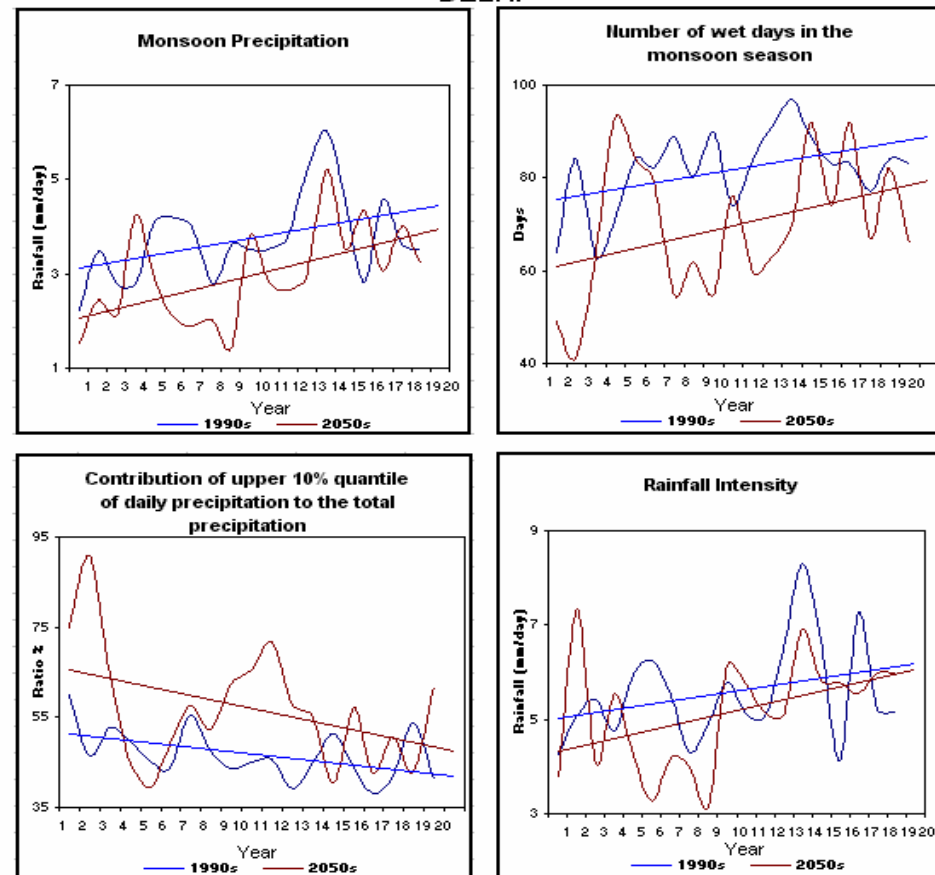 Monsoon Precipitation
7
5
3
1
Rainfall (mm/day)
1 2 3 4 5 6 7 8 9 10 11 12 13 14 15 16 17 18 19 20
Year
1990s 2050s
Number of wet days in the
monsoon season
100
80
60
40
Days
1 2 3 4 5 6 7 8 9 10 11 12 13 14 15 16 17 18 19 20
Year
1990s 2050s
Contribution of upper 10% quantile
of daily precipitation to the total
precipitation
95
75
55
35
Ratio %
1 2 3 4 5 6 7 8 9 10 11 12 13 14 15 16 17 18 19 20
Year
1990s 2050s
Rainfall Intensity
9
7
5
3
Rainfall (mm/day)
1 2 3 4 5 6 7 8 9 10 11 12 13 14 15 16 17 18 19 20
Year
1990s 2050s